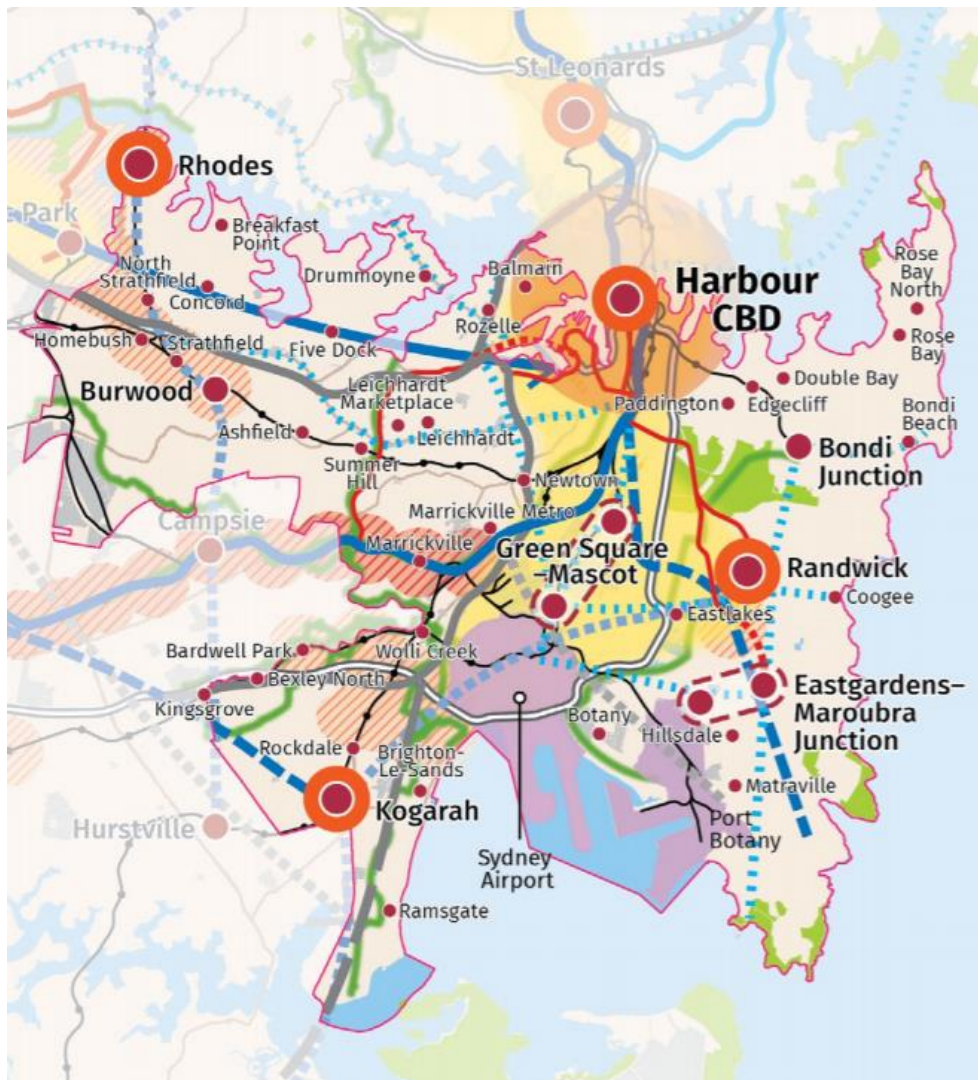 St Leonards
Rhodes
Breakfast
Point
Park
North
Strathfield
Concord
Drummoyne
Balmain
Rozelle
Harbour
CBD
Rose
Bay
North
Rose
Bay
Homebush
Strathfield
Five Dock
Burwood
Leichhardt
Marketplace
Leichhardt
Double Bay
Paddington
Edgecliff
Bondi
Beach
Ashfield
Summer
Hill
Bondi
Junction
Newtown
Campsie
Marrickville Metro
Marrickville
Green Square
–Mascot
Randwick
Coogee
Eastlakes
Bardwell Park
Wolli Creek
Bexley North
Kingsgrove
Eastgardens–
Maroubra
Junction
Botany
Hillsdale
Rockdale
Brighton-
Le-Sands
Kogarah
Matraville
Port
Botany
Hurstville
Sydney
Airport
Ramsgate